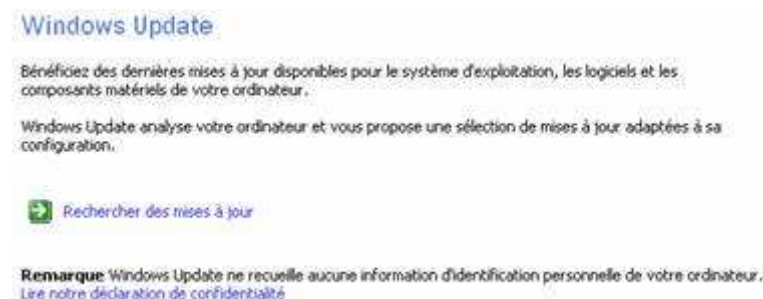 Windows Update
Bénéficiez des dernières mises à jour disponibles pour le système d'exploitation, les logiciels et les
composants matériels de votre ordinateur.
Windows Update analyse votre ordinateur et vous propose une sélection de mises à jour adaptées à sa
configuration.
Rechercher des mises à jour
Remarque Windows Update ne recueille aucune information d'identification personnelle de votre ordinateur.
Lire notre déclaration de confidentialité